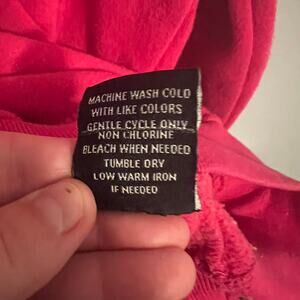 MACHINE WASH COLD
WITH LIKE COLORS
GENTLE CYCLE ONLY
NON CHLORINE
BLEACH WHEN NEEDED
TUMBLE DRY
LOW WARM IRON
IF NEEDED